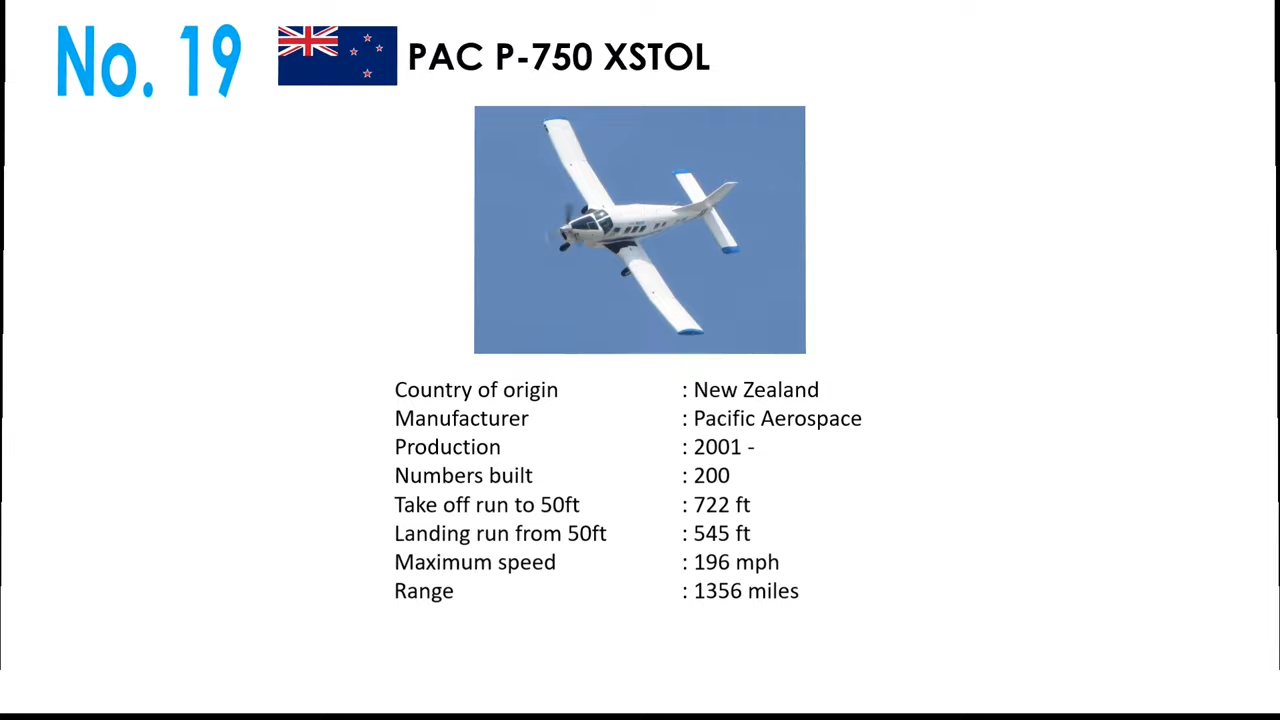 No. 19
PAC P-750 XSTOL
Country of origin : New Zealand
Manufacturer : Pacific Aerospace
Production : 2001 -
Numbers built : 200
Take off run to 50ft : 722 ft
Landing run from 50ft : 545 ft
Maximum speed : 196 mph
Range : 1356 miles